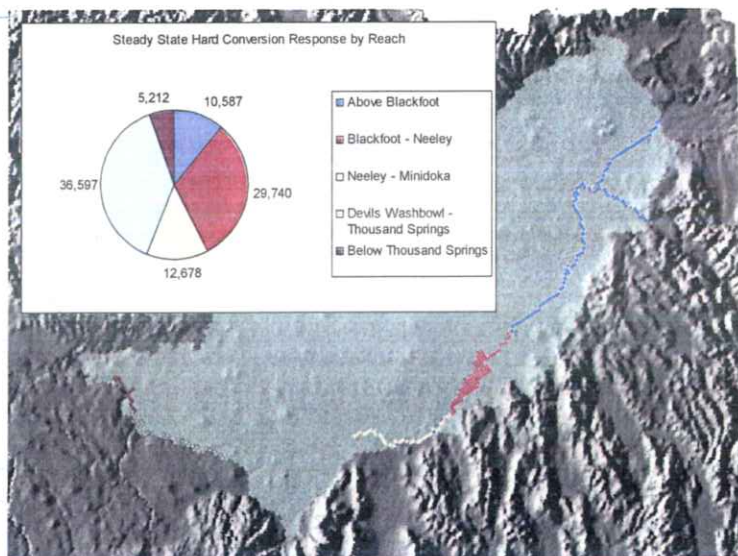 Steady State Hard Conversion Response by Reach
5,212
10,587
36,597
29,740
12,678
Above Blackfoot
Blackfoot - Neeley
Neeley - Minidoka
Devils Washbowl -
Thousand Springs
Below Thousand Springs